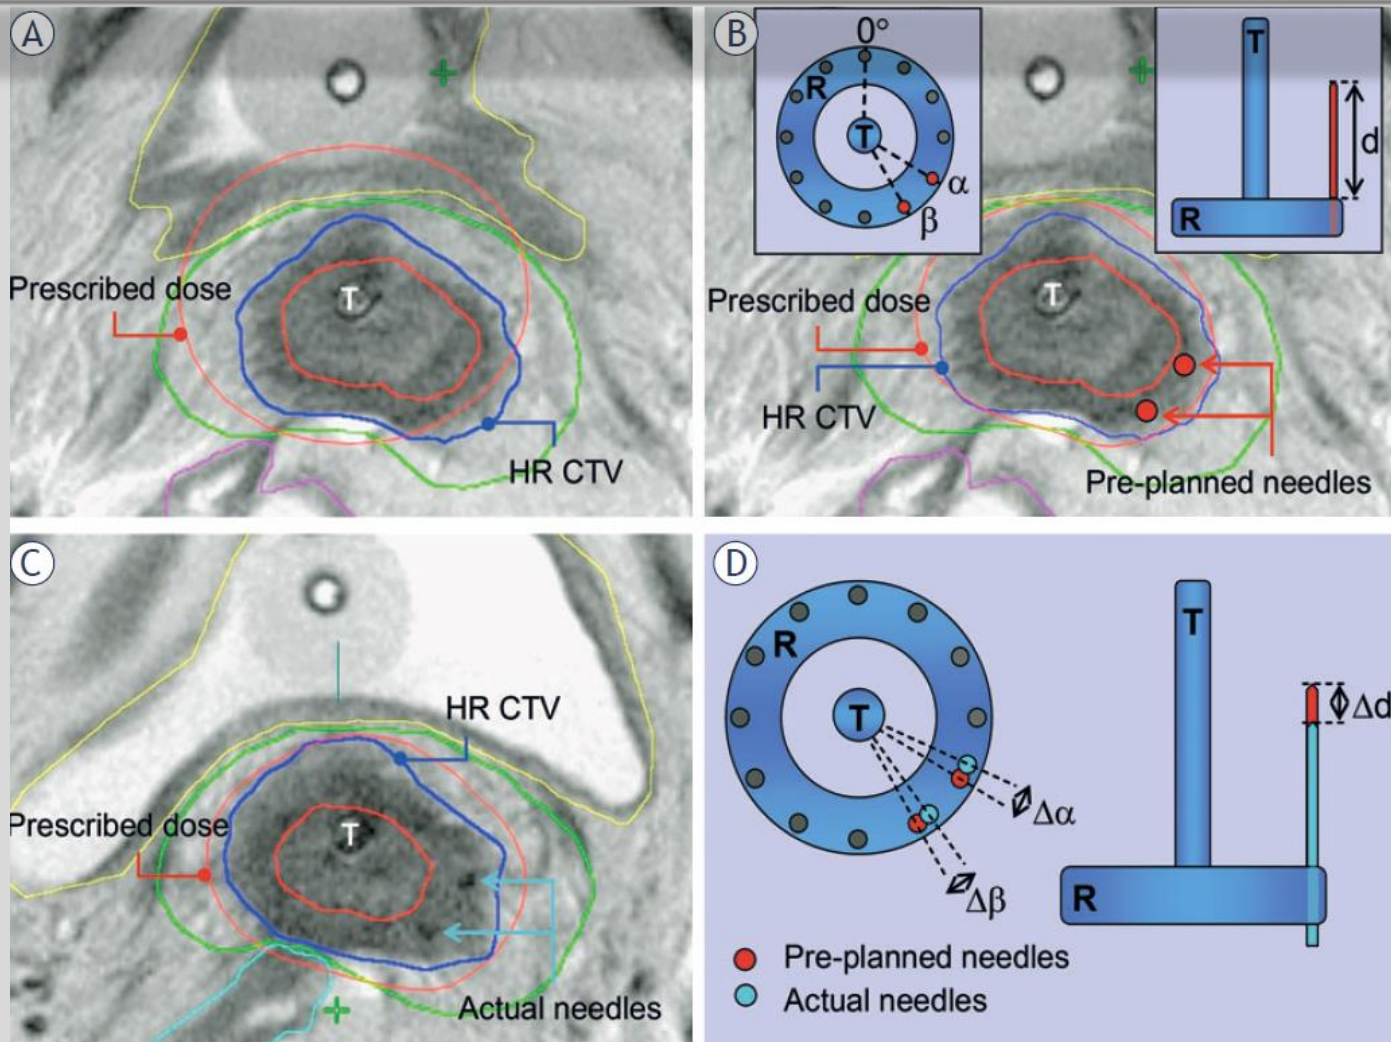 A
Prescribed dose
T
HR CTV
B
0°
R
T
α
β
T
d
R
Prescribed dose
T
HR CTV
Pre-planned needles
C
HR CTV
Prescribed dose
T
Actual needles
D
R
T
Δα
Δβ
T
Δd
R
Pre-planned needles
Actual needles